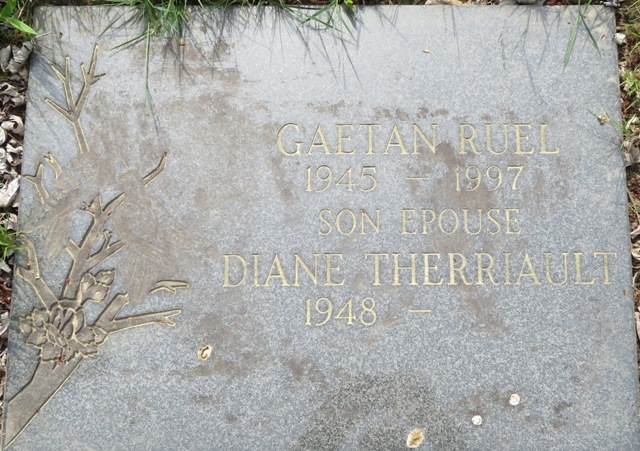 GAETAN RUEL
1945 - 1997
SON EPOUSE
DIANE THERRIAULT
1948 -